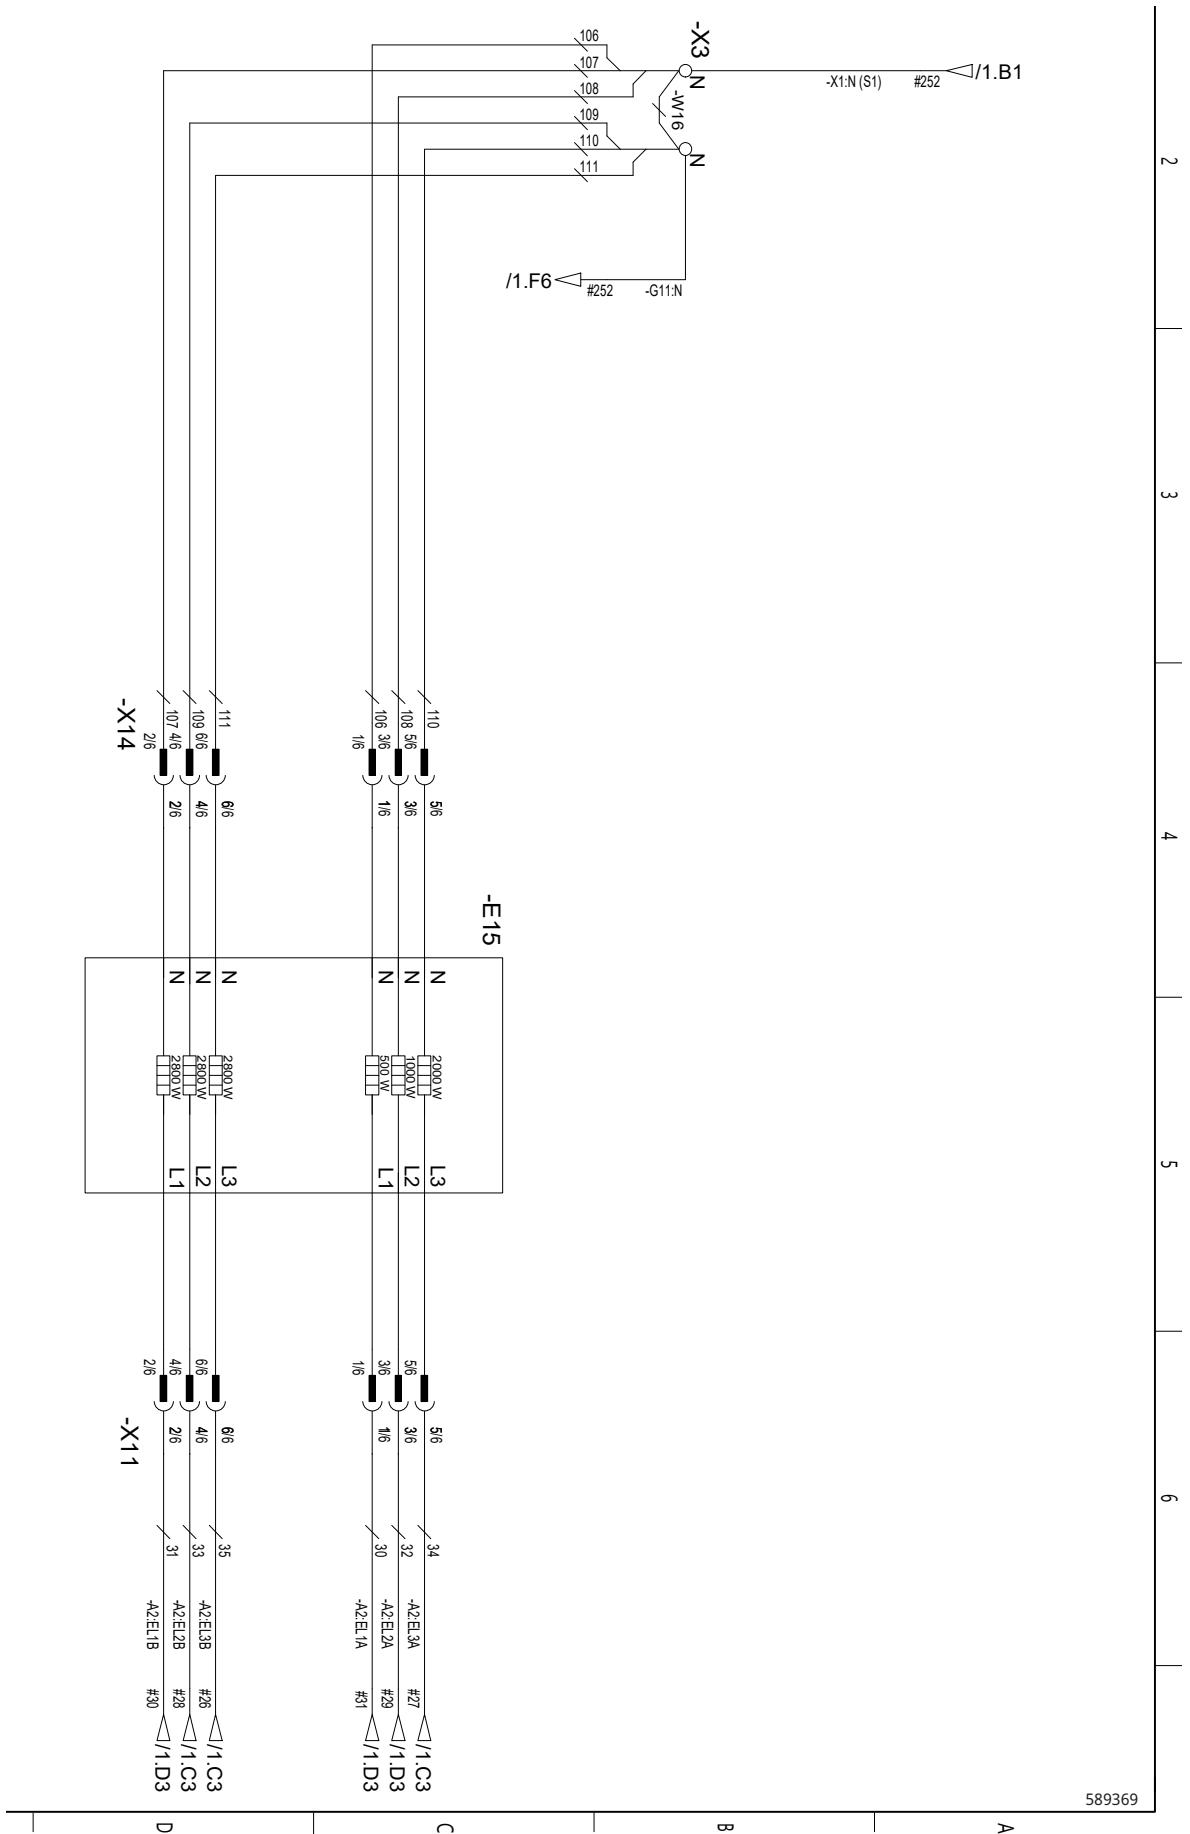 -X3
106
107
108
109
110
111
N
-W16
N
-X1:N (S1)
#252
/1.B1
/1.F6
#252
-G11:N
2
3
4
5
6
-X14
107
109
111
2/6
4/6
6/6
106
108
110
1/6
3/6
5/6
2/6
4/6
6/6
1/6
3/6
5/6
-E15
N
N
N
N
N
N
2800 W
2800 W
2800 W
500 W
1000 W
2000 W
L1
L2
L3
L1
L2
L3
2/6
4/6
6/6
1/6
3/6
5/6
-X11
2/6
4/6
6/6
1/6
3/6
5/6
31
33
35
30
32
34
-A2:EL1B
-A2:EL2B
-A2:EL3B
-A2:EL1A
-A2:EL2A
-A2:EL3A
#30
#28
#26
#31
#29
#27
/1.D3
/1.C3
/1.C3
/1.D3
/1.D3
/1.C3
589369
D
C
B
A